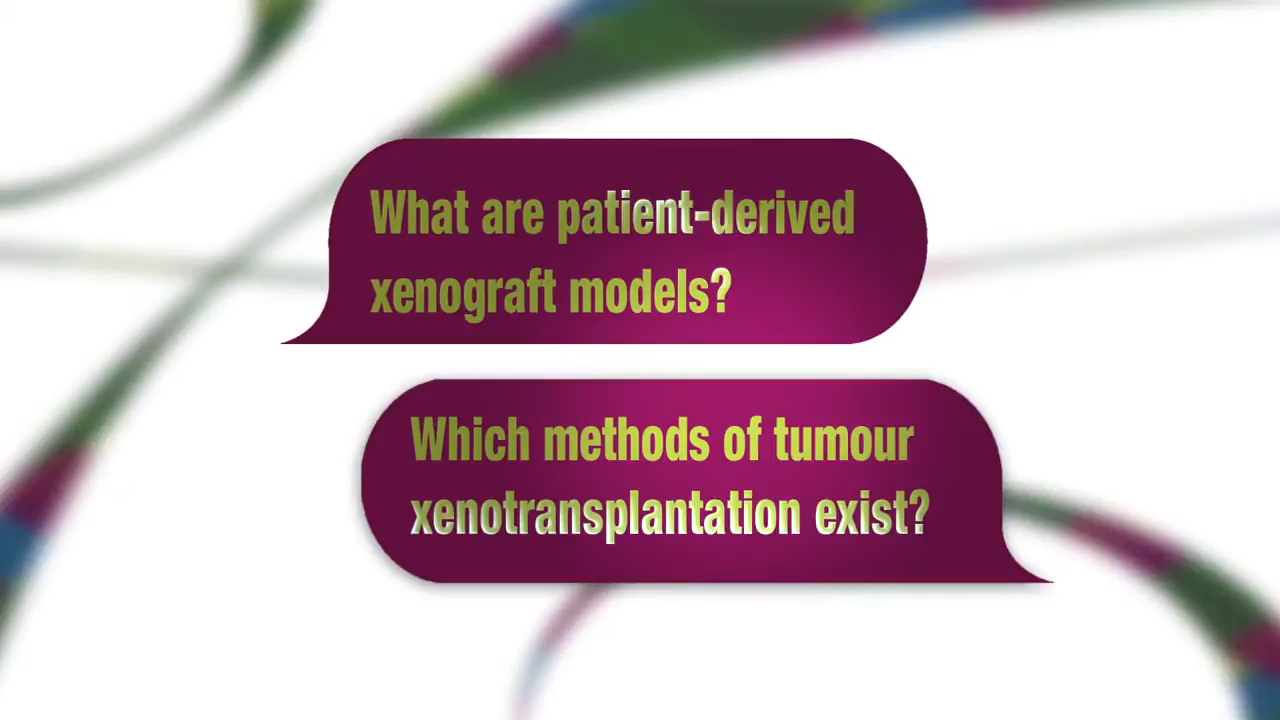 What are patient-derived
xenograft models?
Which methods of tumour
xenotransplantation exist?